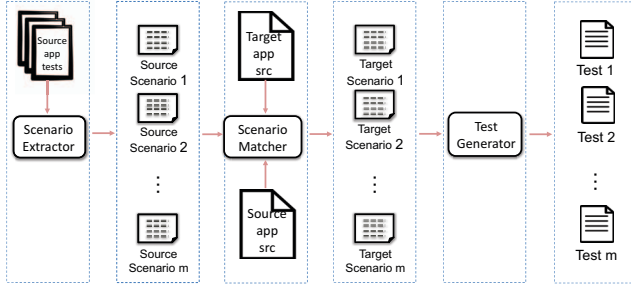 Source
app
tests
Scenario
Extractor
Source
Scenario 1
Source
Scenario 2
Source
Scenario m
Target
app
src
Scenario
Matcher
Source
app
src
Target
Scenario 1
Target
Scenario 2
Target
Scenario m
Test
Generator
Test 1
Test 2
Test m